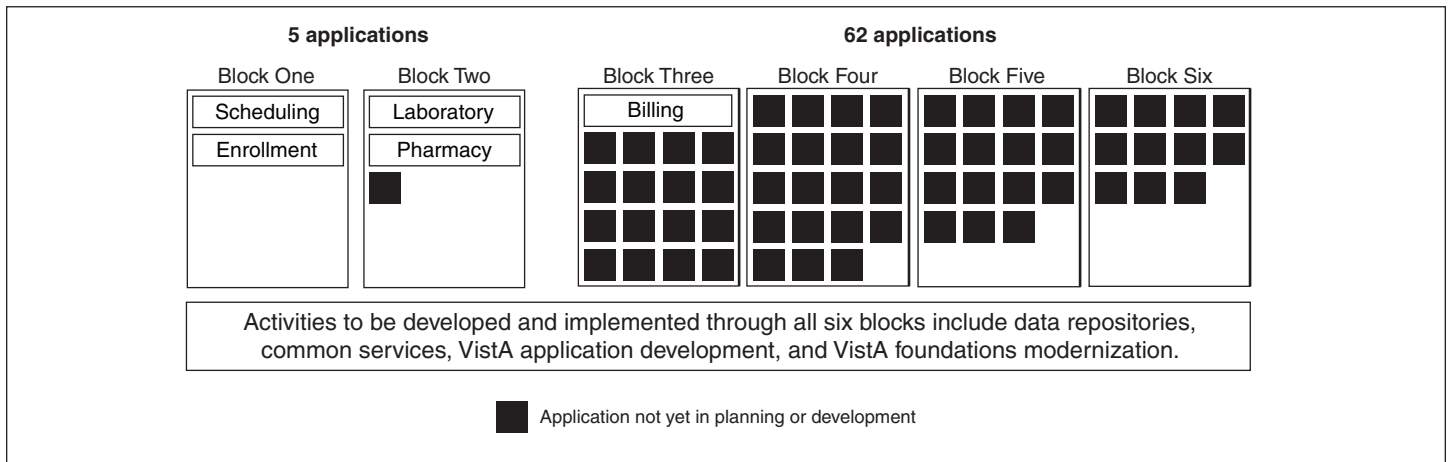 5 applications
62 applications
Block One
Block Two
Block Three
Block Four
Block Five
Block Six
Scheduling
Laboratory
Billing
Enrollment
Pharmacy
Activities to be developed and implemented through all six blocks include data repositories,
common services, VistA application development, and VistA foundations modernization.
Application not yet in planning or development